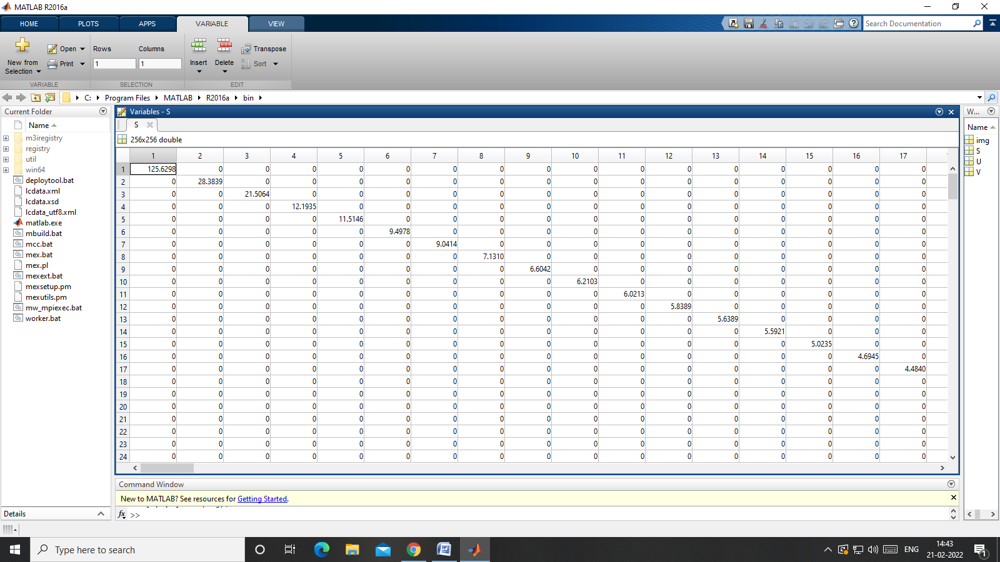 MATLAB R2016a
HOME PLOTS APPS VARIABLE VIEW
Search Documentation
New from Selection
Open
Print
Rows Columns
1 1
Insert Delete
Transpose
Sort
VARIABLE SELECTION EDIT
C: Program Files MATLAB R2016a bin
Current Folder
Name
m3iregistry
registry
util
win64
deploytool.bat
lcdata.xml
lcdata.xsd
lcdata_utf8.xml
matlab.exe
mbuild.bat
mcc.bat
mex.bat
mex.pl
mexext.bat
mexsetup.pm
mexutils.pm
mw_mpiexec.bat
worker.bat
Details
Variables - S
S
256x256 double
1 2 3 4 5 6 7 8 9 10 11 12 13 14 15 16 17
1 125.6298 0 0 0 0 0 0 0 0 0 0 0 0 0 0 0 0
2 0 28.3839 0 0 0 0 0 0 0 0 0 0 0 0 0 0 0
3 0 0 21.5064 0 0 0 0 0 0 0 0 0 0 0 0 0 0
4 0 0 0 12.1935 0 0 0 0 0 0 0 0 0 0 0 0 0
5 0 0 0 0 11.5146 0 0 0 0 0 0 0 0 0 0 0 0
6 0 0 0 0 0 9.4978 0 0 0 0 0 0 0 0 0 0 0
7 0 0 0 0 0 0 9.0414 0 0 0 0 0 0 0 0 0 0
8 0 0 0 0 0 0 0 7.1310 0 0 0 0 0 0 0 0 0
9 0 0 0 0 0 0 0 0 6.6042 0 0 0 0 0 0 0 0
10 0 0 0 0 0 0 0 0 0 6.2103 0 0 0 0 0 0 0
11 0 0 0 0 0 0 0 0 0 0 6.0213 0 0 0 0 0 0
12 0 0 0 0 0 0 0 0 0 0 0 5.8389 0 0 0 0 0
13 0 0 0 0 0 0 0 0 0 0 0 0 5.6389 0 0 0 0
14 0 0 0 0 0 0 0 0 0 0 0 0 0 5.5921 0 0 0
15 0 0 0 0 0 0 0 0 0 0 0 0 0 0 5.0235 0 0
16 0 0 0 0 0 0 0 0 0 0 0 0 0 0 0 4.6945 0
17 0 0 0 0 0 0 0 0 0 0 0 0 0 0 0 0 4.4840
18 0 0 0 0 0 0 0 0 0 0 0 0 0 0 0 0 0
19 0 0 0 0 0 0 0 0 0 0 0 0 0 0 0 0 0
20 0 0 0 0 0 0 0 0 0 0 0 0 0 0 0 0 0
21 0 0 0 0 0 0 0 0 0 0 0 0 0 0 0 0 0
22 0 0 0 0 0 0 0 0 0 0 0 0 0 0 0 0 0
23 0 0 0 0 0 0 0 0 0 0 0 0 0 0 0 0 0
24 0 0 0 0 0 0 0 0 0 0 0 0 0 0 0 0 0
Command Window
New to MATLAB? See resources for Getting Started.
fx >>
W...
Name
img
S
U
V
Type here to search
ENG
14:43
21-02-2022
1